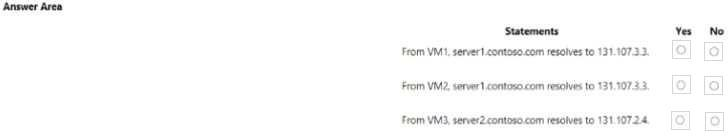 Answer Area
Statements Yes No
From VM1, server1.contoso.com resolves to 131.107.3.3.
From VM2, server1.contoso.com resolves to 131.107.3.3.
From VM3, server2.contoso.com resolves to 131.107.2.4.